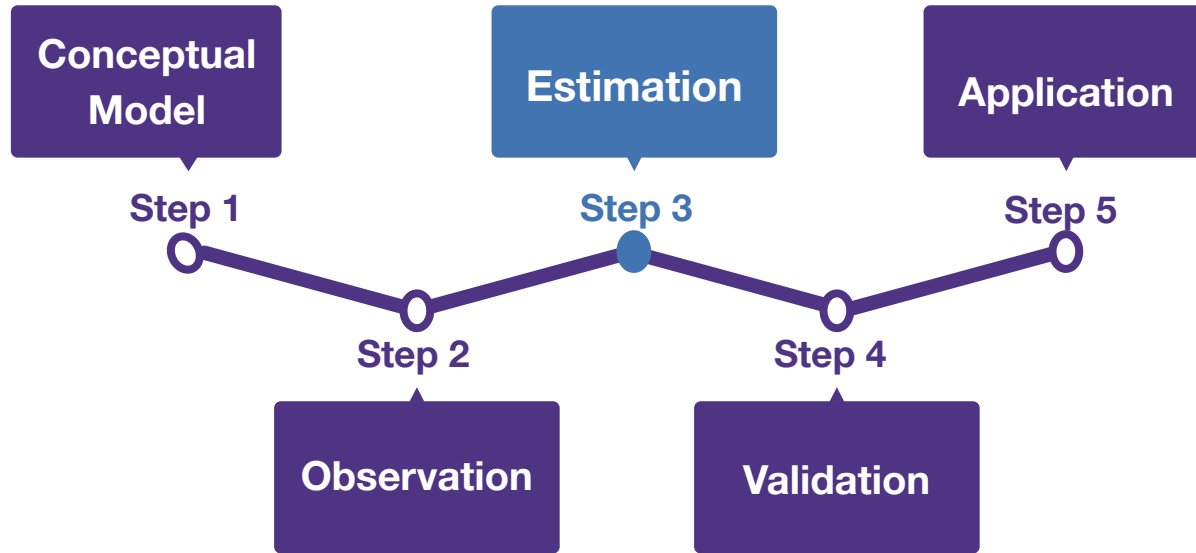 Conceptual
Model
Step 1
Step 2
Observation
Estimation
Step 3
Step 4
Validation
Application
Step 5